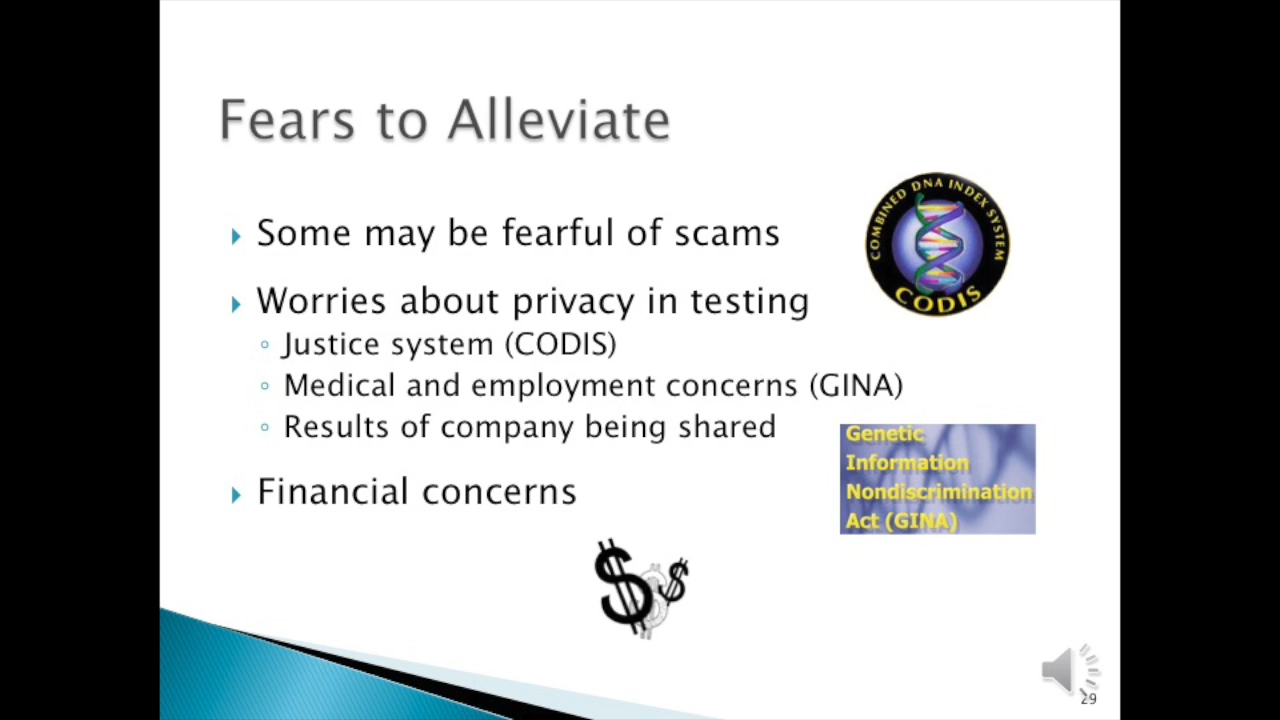 Fears to Alleviate
Some may be fearful of scams
Worries about privacy in testing
Justice system (CODIS)
Medical and employment concerns (GINA)
Results of company being shared
Financial concerns
COMBINED DNA INDEX SYSTEM
CODIS
Genetic
Information
Nondiscrimination
Act (GINA)
$ $ $
29